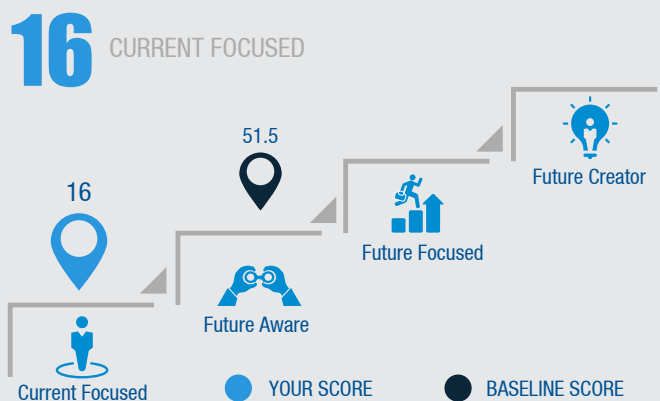 16 CURRENT FOCUSED
51.5
16
Future Creator
Future Focused
Future Aware
Current Focused
YOUR SCORE
BASELINE SCORE